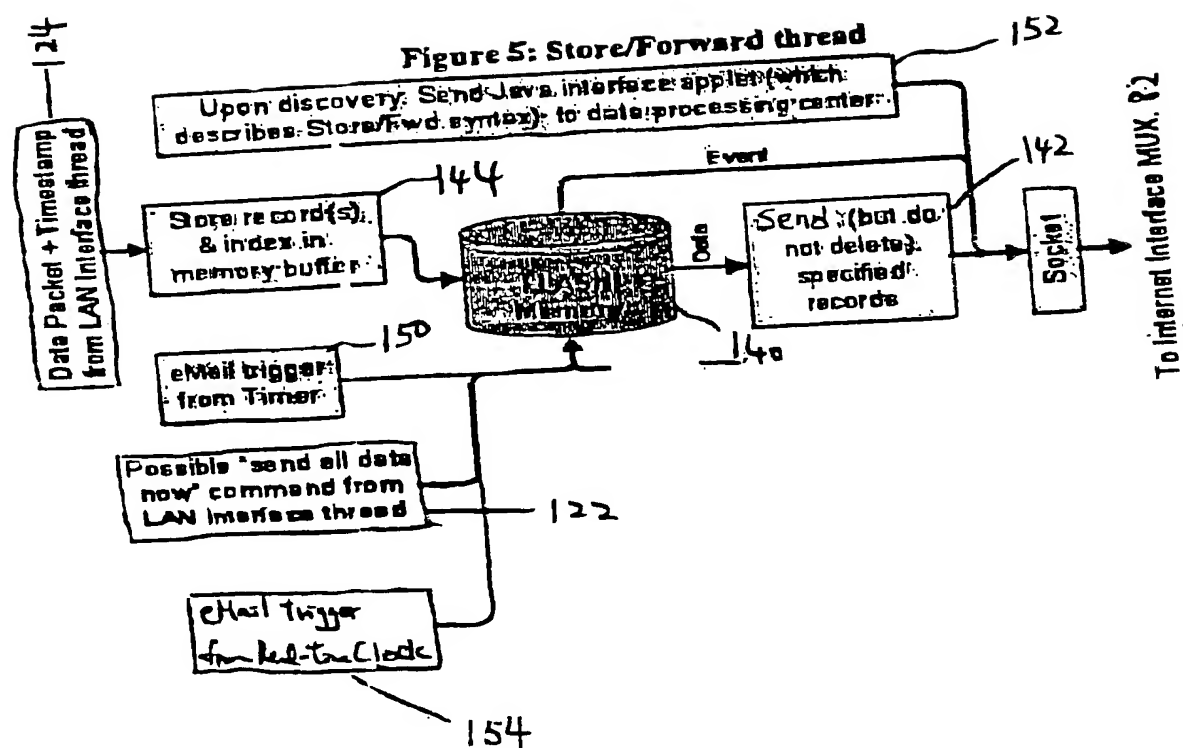 Figure 5: Store/Forward thread
152
Upon discovery: Send Java interface applet (which
describes Store/Fwd syntax) to data processing center.
124
Data Packet + Timestamp
from LAN Interface thread
144
Store record(s)
& index in
memory buffer
Event
FLASH
Memory
Data
140
142
Send (but do
not delete)
specified
records
Socket
To Internet Interface MUX, P.2
150
eMail trigger
from Timer
Possible "send all data
now" command from
LAN Interface thread
122
eMail trigger
from Real-time Clock
154